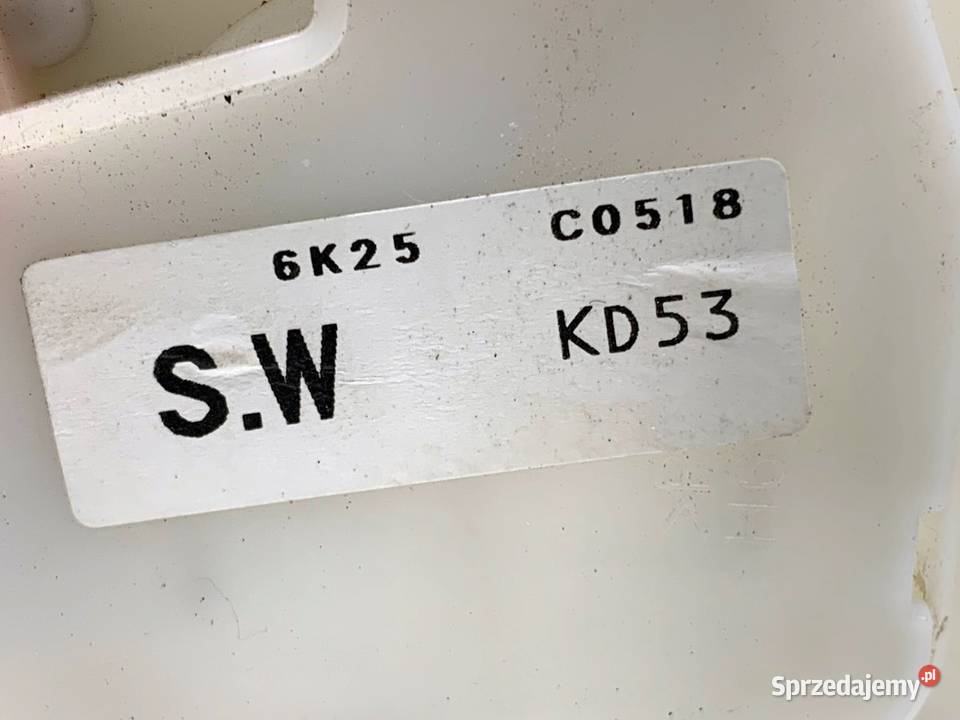 6K25 C0518
S.W KD53
Sprzedajemy.pl